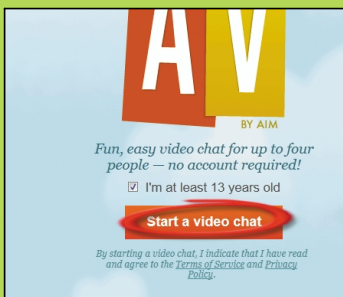 AV
BY AIM
Fun, easy video chat for up to four
people — no account required!
I'm at least 13 years old
Start a video chat
By starting a video chat, I indicate that I have read
and agree to the Terms of Service and Privacy
Policy.